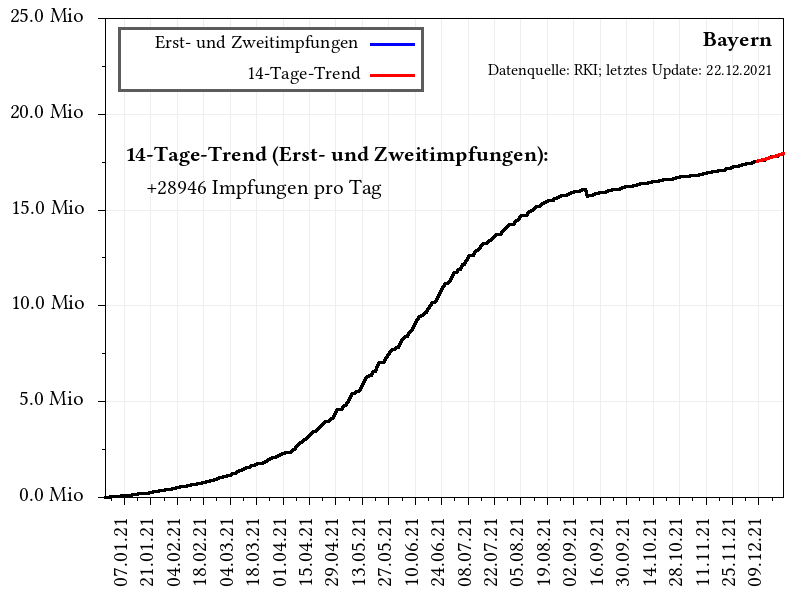 25.0 Mio
20.0 Mio
15.0 Mio
10.0 Mio
5.0 Mio
0.0 Mio
Erst- und Zweitimpfungen
14-Tage-Trend
Bayern
Datenquelle: RKI; letztes Update: 22.12.2021
14-Tage-Trend (Erst- und Zweitimpfungen):
+28946 Impfungen pro Tag
07.01.21
21.01.21
04.02.21
18.02.21
04.03.21
18.03.21
01.04.21
15.04.21
29.04.21
13.05.21
27.05.21
10.06.21
24.06.21
08.07.21
22.07.21
05.08.21
19.08.21
02.09.21
16.09.21
30.09.21
14.10.21
28.10.21
11.11.21
25.11.21
09.12.21